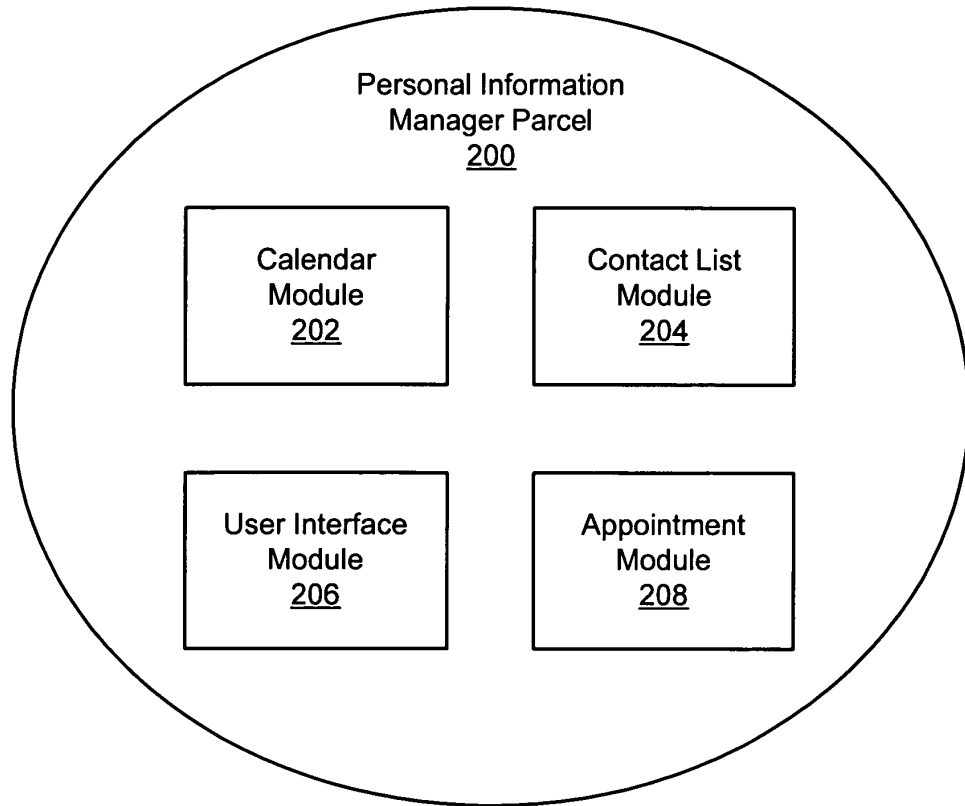 Personal Information
Manager Parcel
200
Calendar
Module
202
Contact List
Module
204
User Interface
Module
206
Appointment
Module
208